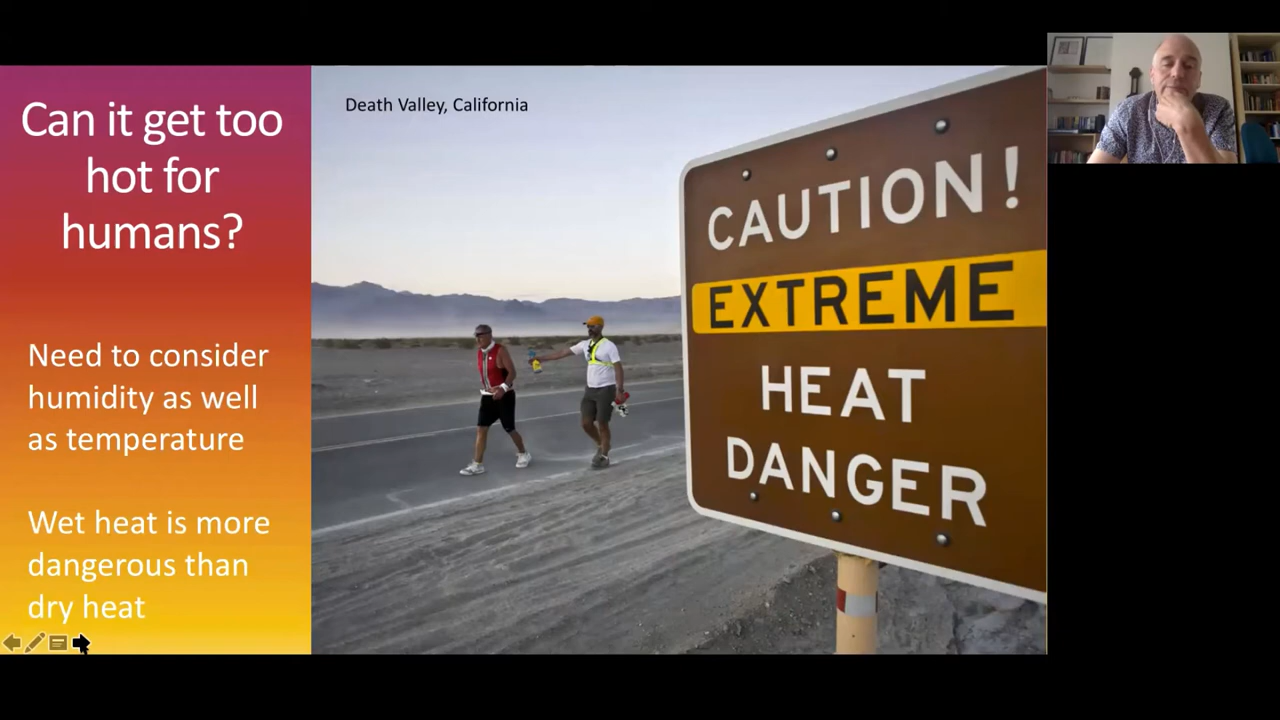 Can it get too
hot for
humans?
Need to consider
humidity as well
as temperature
Wet heat is more
dangerous than
dry heat
Death Valley, California
CAUTION!
EXTREME
HEAT
DANGER